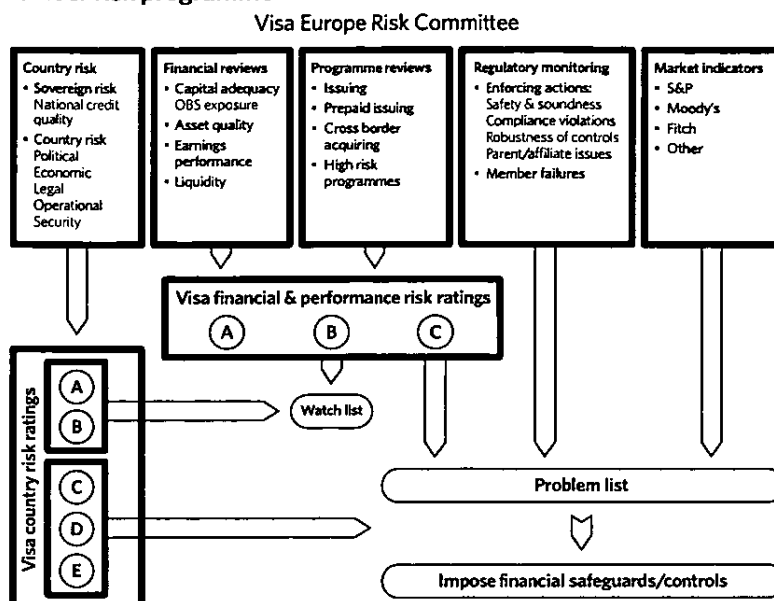 Visa Europe Risk Committee
Country risk
• Sovereign risk
National credit
quality
• Country risk
Political
Economic
Legal
Operational
Security
Financial reviews
• Capital adequacy
OBS exposure
• Asset quality
• Earnings
performance
• Liquidity
Programme reviews
• Issuing
• Prepaid issuing
• Cross border
acquiring
• High risk
programmes
Regulatory monitoring
• Enforcing actions:
Safety & soundness
Compliance violations
Robustness of controls
Parent/affiliate issues
• Member failures
Market indicators
• S&P
• Moody's
• Fitch
• Other
Visa financial & performance risk ratings
A B C
Visa country risk ratings
A
B
C
D
E
Watch list
Problem list
Impose financial safeguards/controls